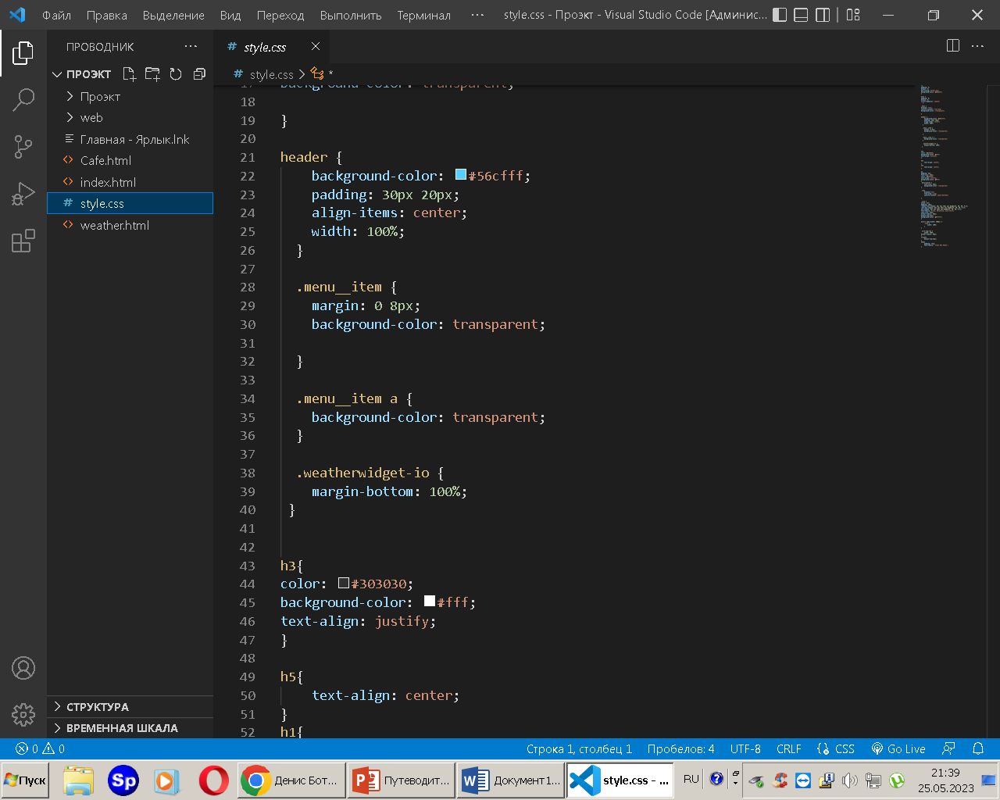 Файл Правка Выделение Вид Переход Выполнить Терминал ··· style.css - Проэкт - Visual Studio Code [Админис...
ПРОВОДНИК ···
# style.css
ПРОЭКТ
# style.css > *
Проэкт
web
Главная - Ярлык.lnk
Cafe.html
index.html
# style.css
weather.html
17 background-color: transparent;
18
19 }
20
21 header {
22 background-color: #56cfff;
23 padding: 30px 20px;
24 align-items: center;
25 width: 100%;
26 }
27
28 .menu__item {
29 margin: 0 8px;
30 background-color: transparent;
31
32 }
33
34 .menu__item a {
35 background-color: transparent;
36 }
37
38 .weatherwidget-io {
39 margin-bottom: 100%;
40 }
41
42
43 h3{
44 color: #303030;
45 background-color: #fff;
46 text-align: justify;
47 }
48
49 h5{
50 text-align: center;
51 }
52 h1{
СТРУКТУРА
ВРЕМЕННАЯ ШКАЛА
0 0 Строка 1, столбец 1 Пробелов: 4 UTF-8 CRLF {} CSS Go Live
Пуск Sp Денис Бот... Путеводит... Документ1... style.css - ... RU 21:39
25.05.2023